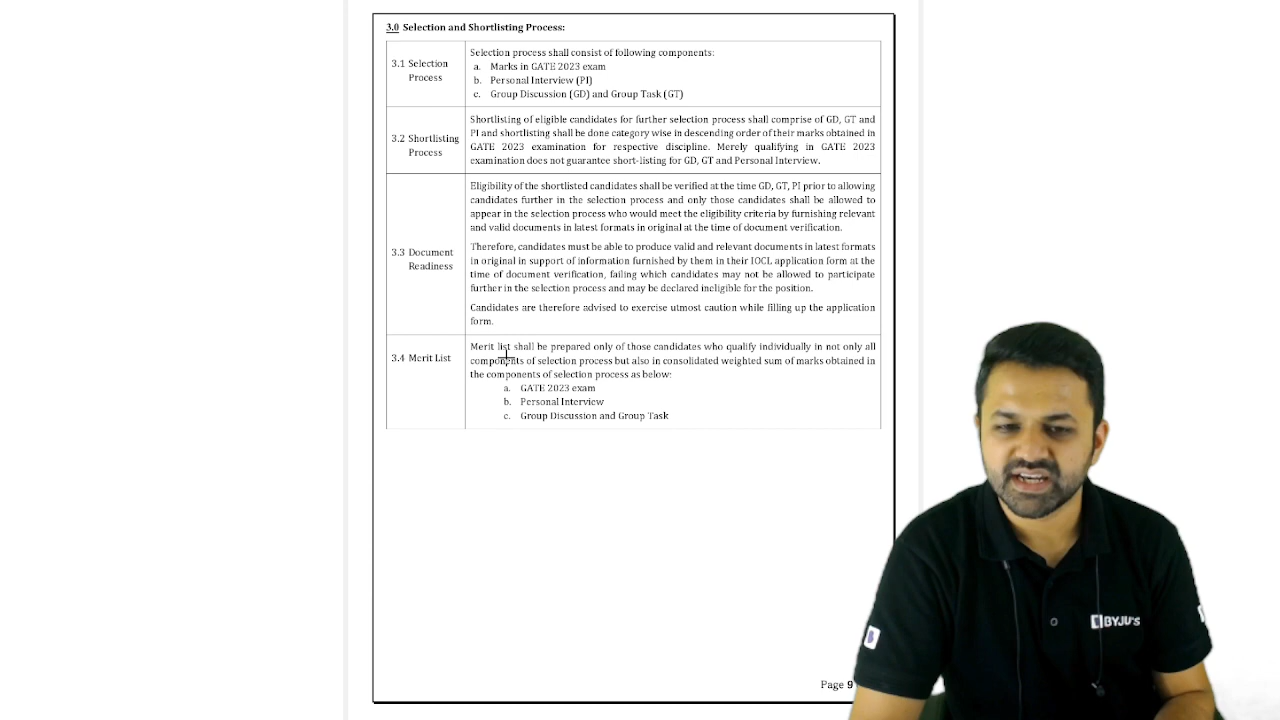 3.0 Selection and Shortlisting Process:
3.1 Selection
Process
Selection process shall consist of following components:
a. Marks in GATE 2023 exam
b. Personal Interview (PI)
c. Group Discussion (GD) and Group Task (GT)
3.2 Shortlisting
Process
Shortlisting of eligible candidates for further selection process shall comprise of GD, GT and
PI and shortlisting shall be done category wise in descending order of their marks obtained in
GATE 2023 examination for respective discipline. Merely qualifying in GATE 2023
examination does not guarantee short-listing for GD, GT and Personal Interview.
3.3 Document
Readiness
Eligibility of the shortlisted candidates shall be verified at the time GD, GT, PI prior to allowing
candidates further in the selection process and only those candidates shall be allowed to
appear in the selection process who would meet the eligibility criteria by furnishing relevant
and valid documents in latest formats in original at the time of document verification.
Therefore, candidates must be able to produce valid and relevant documents in latest formats
in original in support of information furnished by them in their IOCL application form at the
time of document verification, failing which candidates may not be allowed to participate
further in the selection process and may be declared ineligible for the position.
Candidates are therefore advised to exercise utmost caution while filling up the application
form.
3.4 Merit List
Merit list shall be prepared only of those candidates who qualify individually in not only all
components of selection process but also in consolidated weighted sum of marks obtained in
the components of selection process as below:
a. GATE 2023 exam
b. Personal Interview
c. Group Discussion and Group Task
Page 9
BYJU'S